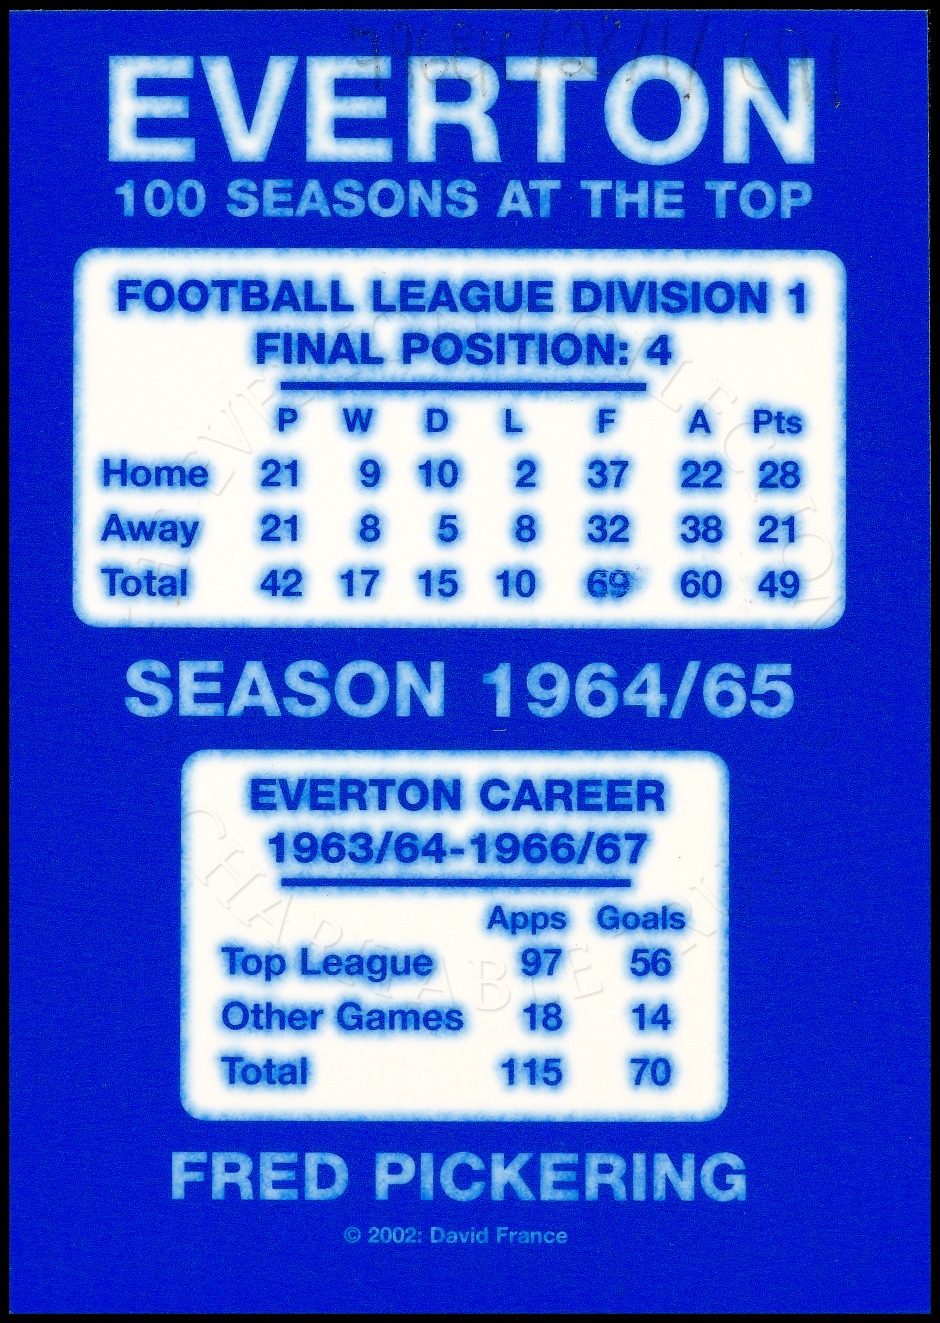 EVERTON
100 SEASONS AT THE TOP
FOOTBALL LEAGUE DIVISION 1
FINAL POSITION: 4
P W D L F A Pts
Home 21 9 10 2 37 22 28
Away 21 8 5 8 32 38 21
Total 42 17 15 10 69 60 49
SEASON 1964/65
EVERTON CAREER
1963/64-1966/67
Apps Goals
Top League 97 56
Other Games 18 14
Total 115 70
FRED PICKERING
© 2002: David France